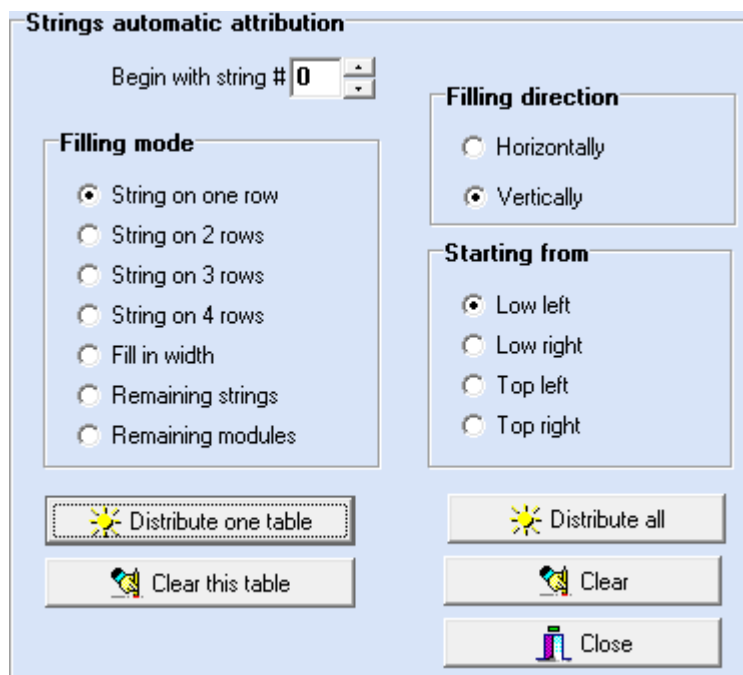 Strings automatic attribution
Begin with string # 0
Filling mode
String on one row
String on 2 rows
String on 3 rows
String on 4 rows
Fill in width
Remaining strings
Remaining modules
Filling direction
Horizontally
Vertically
Starting from
Low left
Low right
Top left
Top right
Distribute one table
Clear this table
Distribute all
Clear
Close